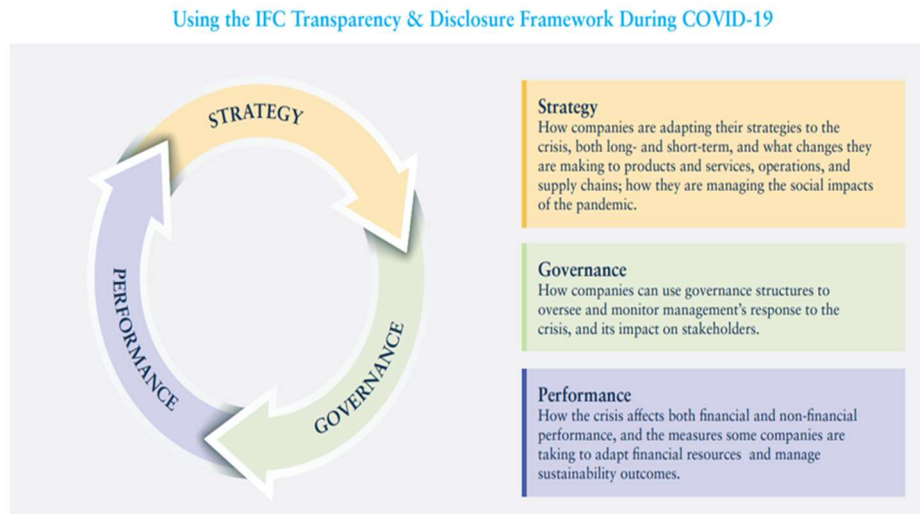 Using the IFC Transparency & Disclosure Framework During COVID-19
STRATEGY
GOVERNANCE
PERFORMANCE
Strategy
How companies are adapting their strategies to the
crisis, both long- and short-term, and what changes they
are making to products and services, operations, and
supply chains; how they are managing the social impacts
of the pandemic.
Governance
How companies can use governance structures to
oversee and monitor management's response to the
crisis, and its impact on stakeholders.
Performance
How the crisis affects both financial and non-financial
performance, and the measures some companies are
taking to adapt financial resources and manage
sustainability outcomes.